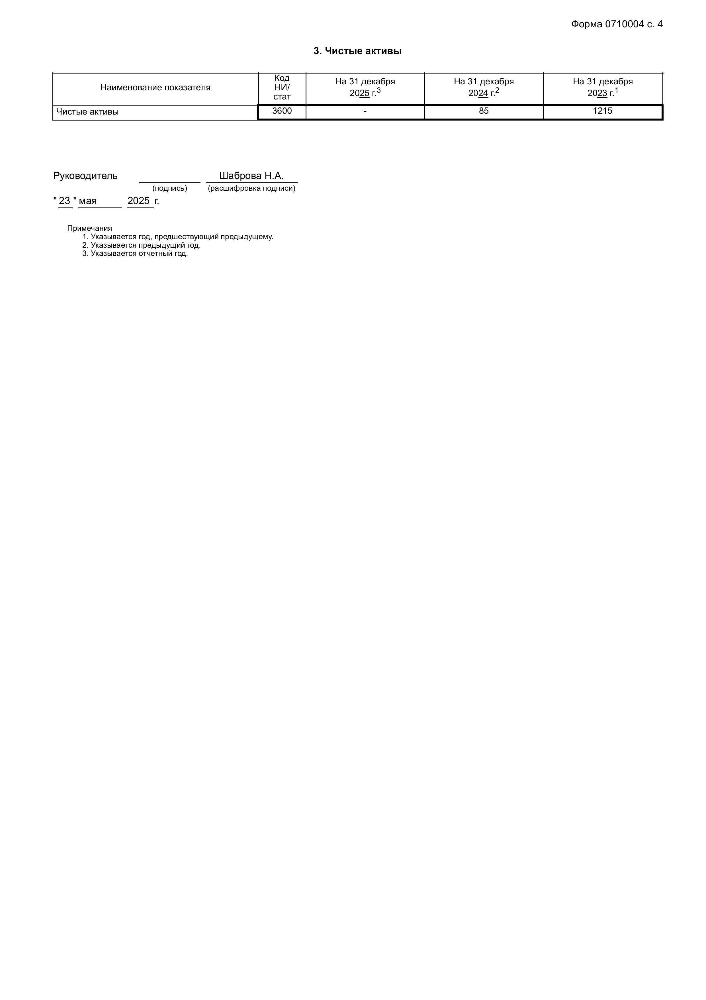 Форма 0710004 с. 4
3. Чистые активы
Наименование показателя
Код
НИ/
стат
На 31 декабря
2025 г.3
На 31 декабря
2024 г.2
На 31 декабря
2023 г.1
Чистые активы 3600 - 85 1215
Руководитель Шаброва Н.А.
(подпись) (расшифровка подписи)
" 23 " мая 2025 г.
Примечания
1. Указывается год, предшествующий предыдущему.
2. Указывается предыдущий год.
3. Указывается отчетный год.